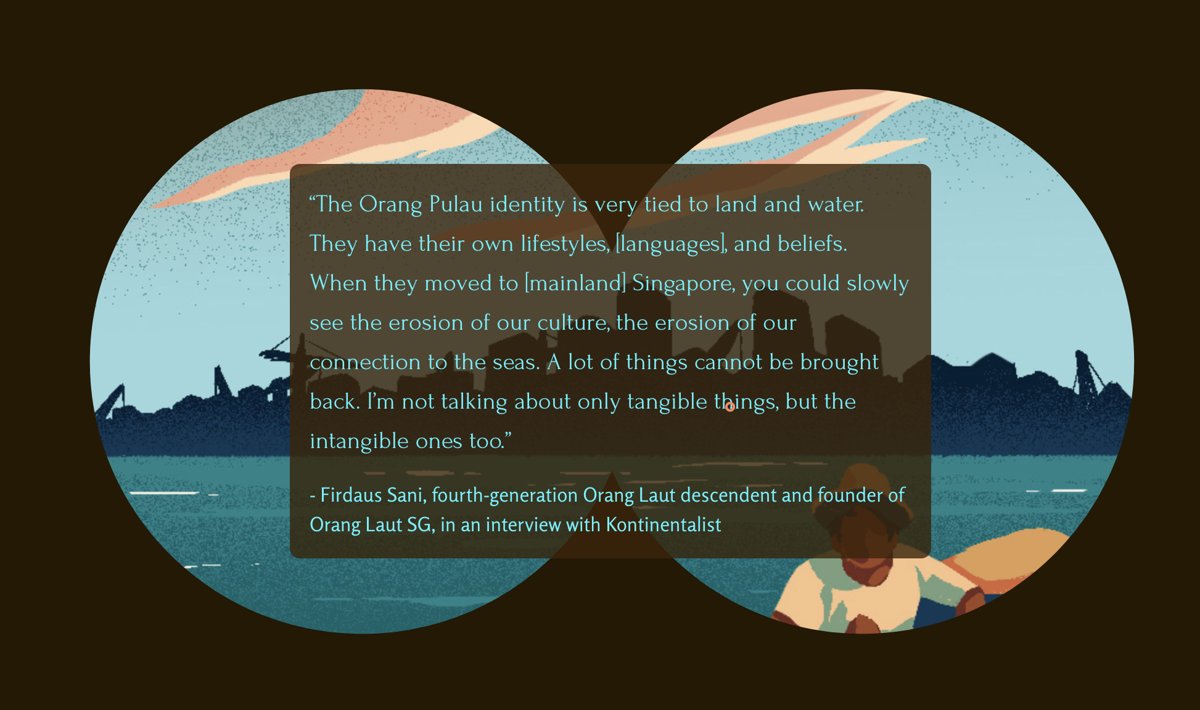 “The Orang Pulau identity is very tied to land and water.
They have their own lifestyles, [languages], and beliefs.
When they moved to [mainland] Singapore, you could slowly
see the erosion of our culture, the erosion of our
connection to the seas. A lot of things cannot be brought
back. I’m not talking about only tangible things, but the
intangible ones too.”
- Firdaus Sani, fourth-generation Orang Laut descendent and founder of
Orang Laut SG, in an interview with Kontinentalist